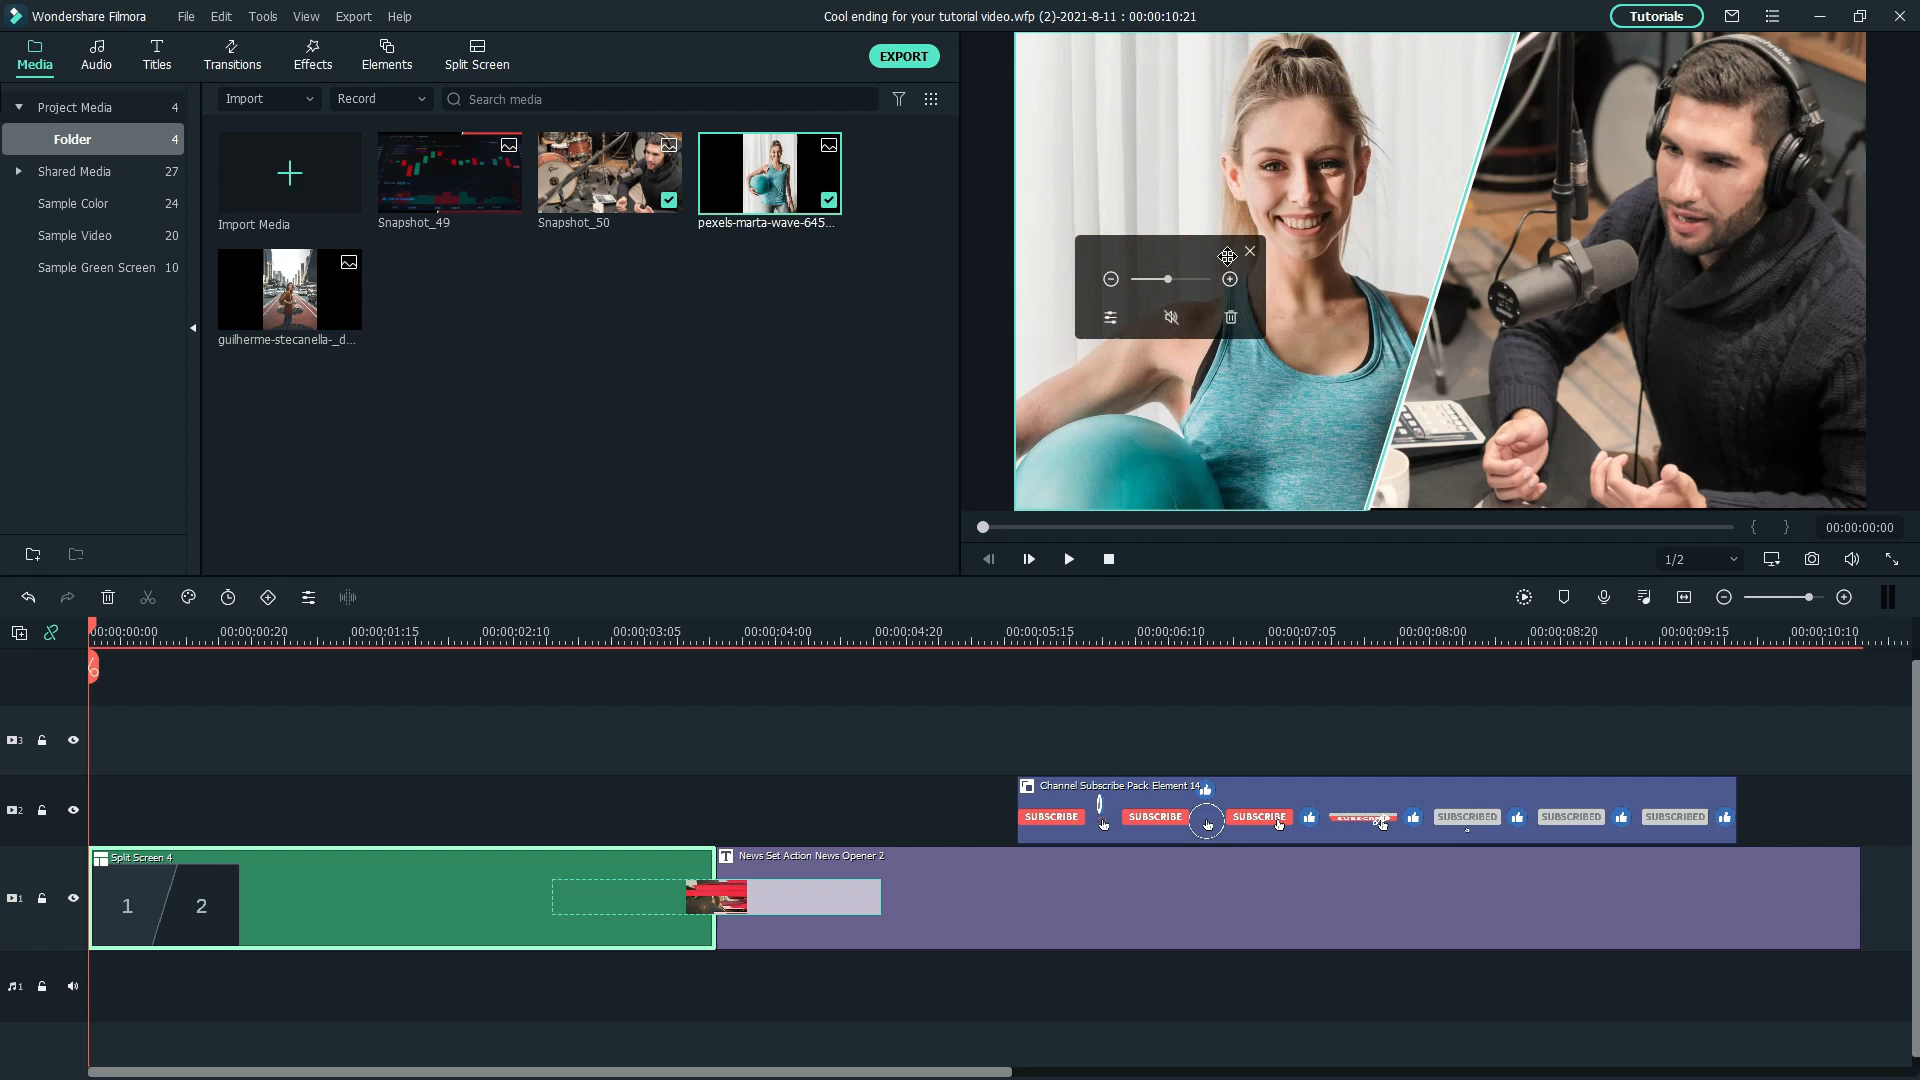 Wondershare Filmora File Edit Tools View Export Help Cool ending for your tutorial video.wfp (2)-2021-8-11 : 00:00:10:21 Tutorials
Media Audio Titles Transitions Effects Elements Split Screen EXPORT
Project Media 4
Folder 4
Shared Media 27
Sample Color 24
Sample Video 20
Sample Green Screen 10
Import Record Search media
Import Media Snapshot_49 Snapshot_50 pexels-marta-wave-645...
guilherme-stecanella-_d...
{ } 00:00:00:00
1/2
00:00:00:00 00:00:00:20 00:00:01:15 00:00:02:10 00:00:03:05 00:00:04:00 00:00:04:20 00:00:05:15 00:00:06:10 00:00:07:05 00:00:08:00 00:00:08:20 00:00:09:15 00:00:10:10
3
2 Channel Subscribe Pack Element 14
SUBSCRIBE SUBSCRIBE SUBSCRIBE SUBSCRIBE SUBSCRIBED SUBSCRIBED SUBSCRIBED
Split Screen 4 T News Set Action News Opener 2
1 1 2
1